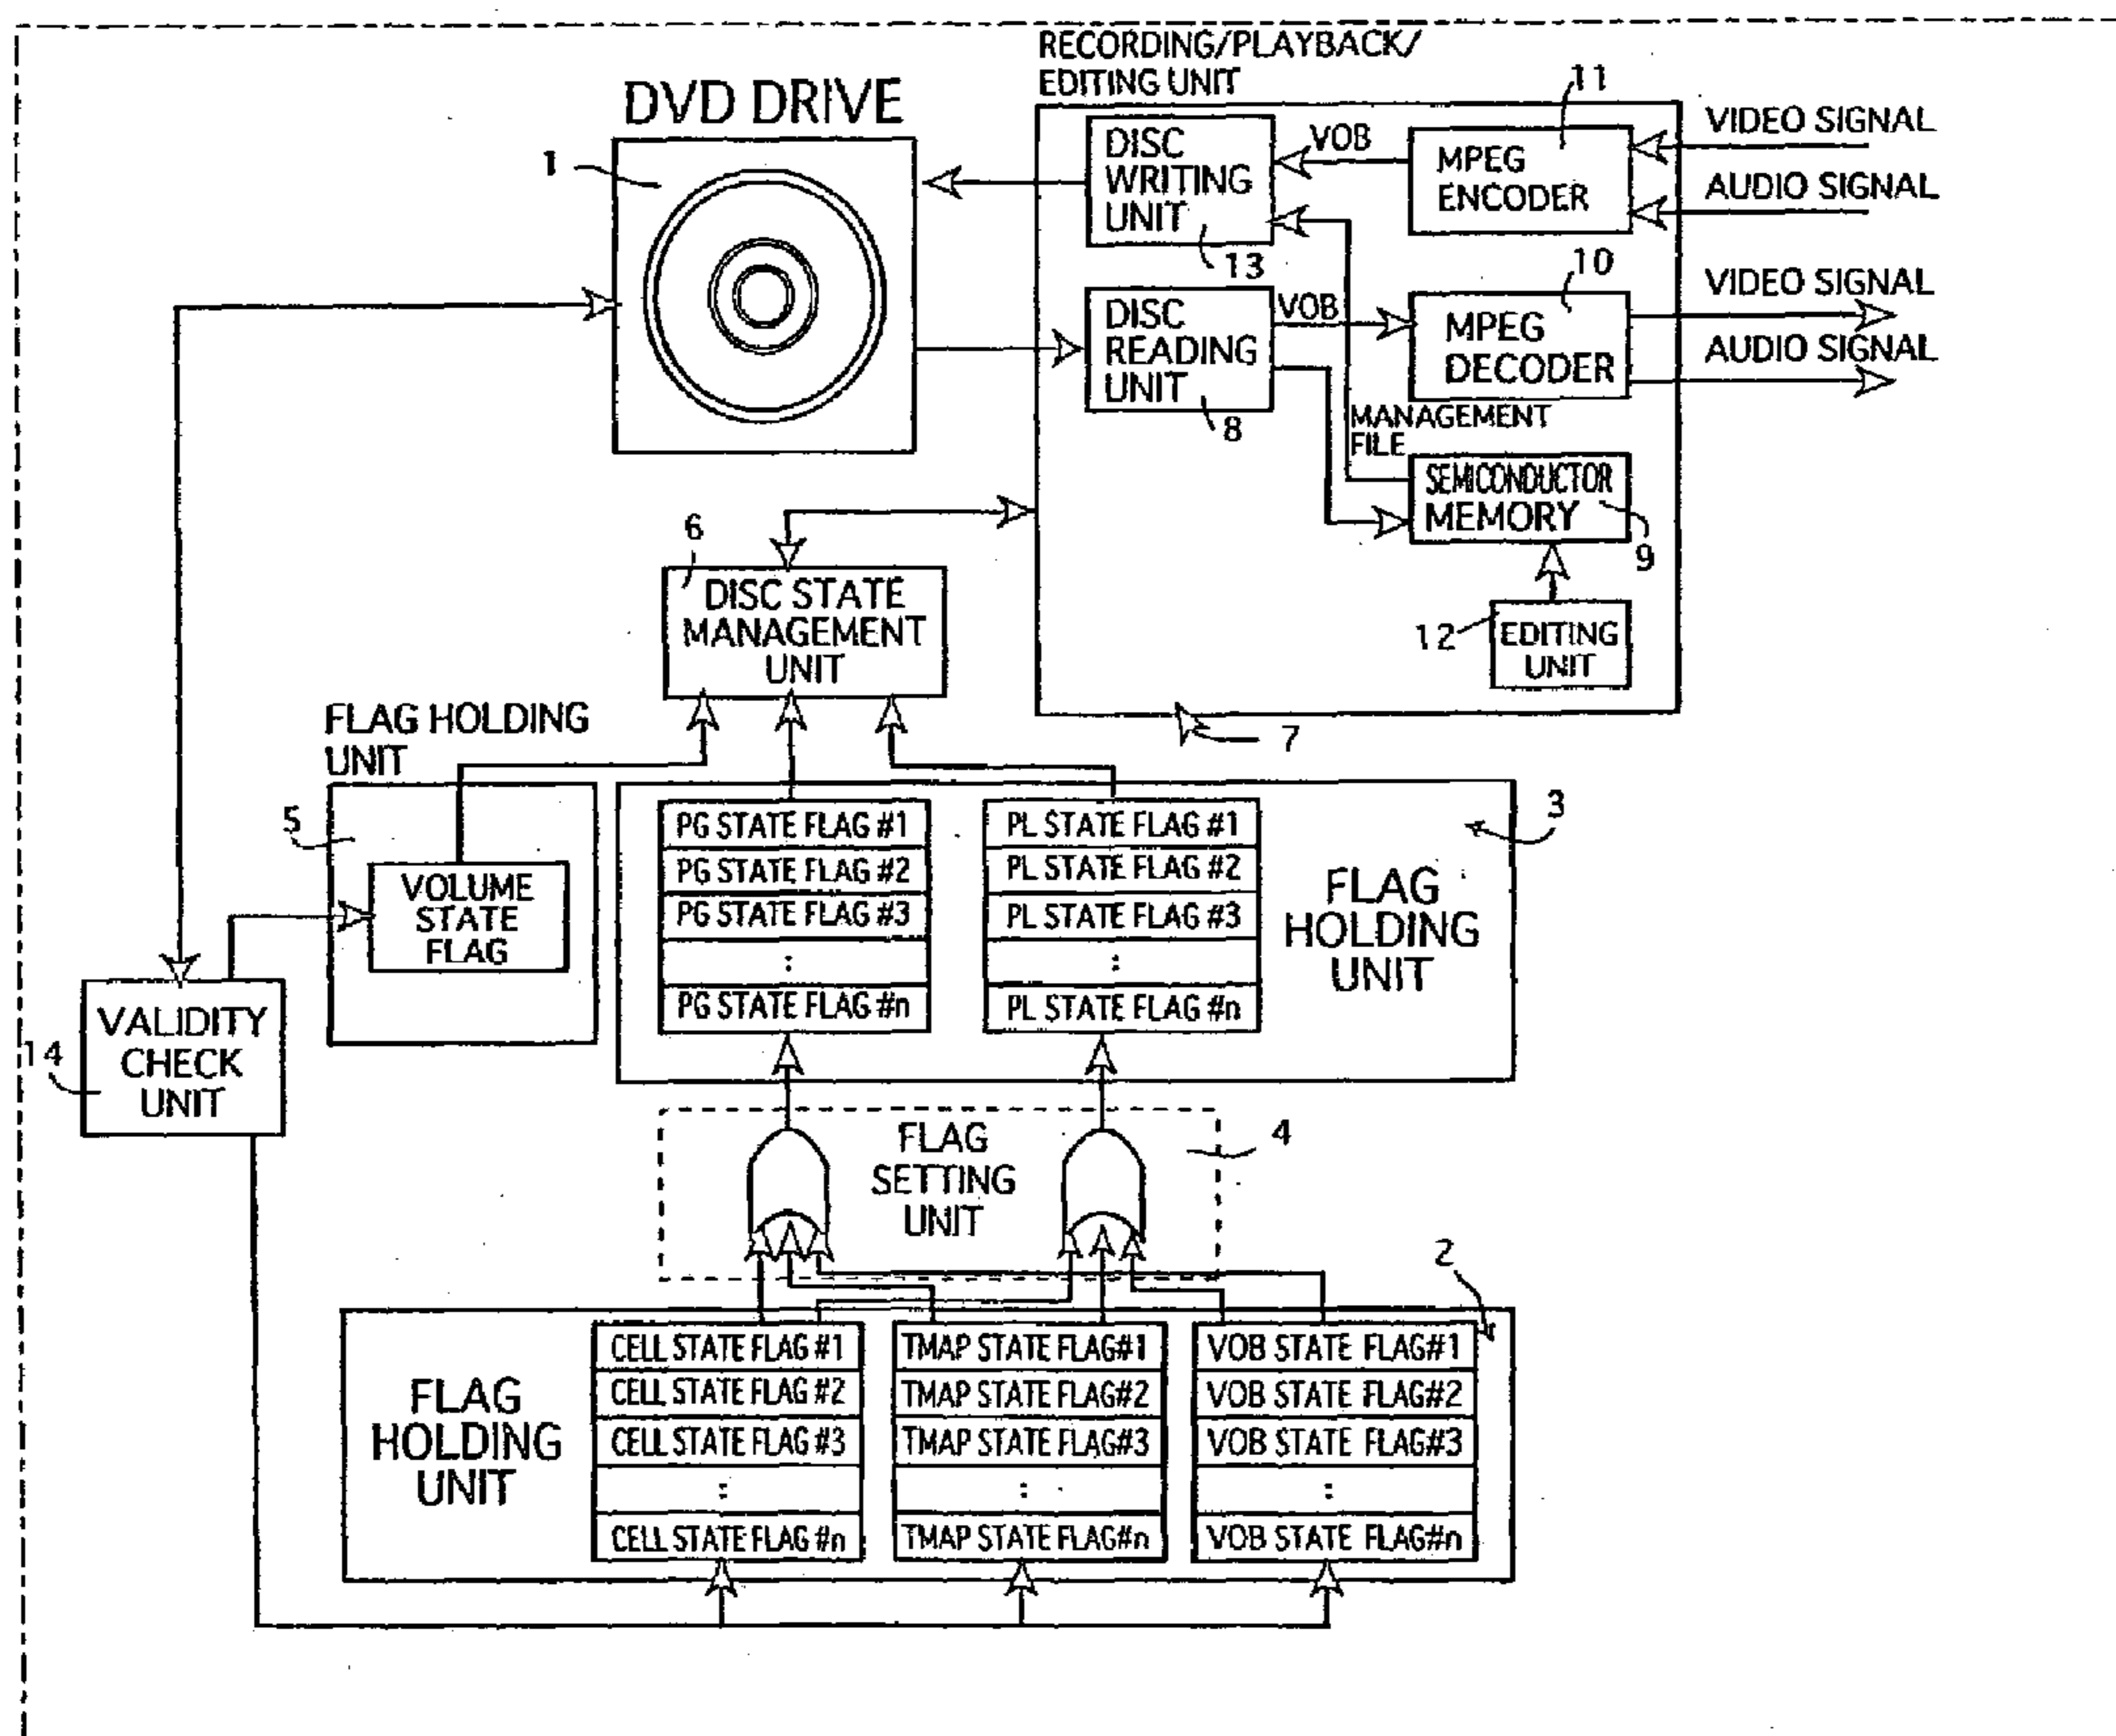 RECORDING/PLAYBACK/
EDITING UNIT
DVD DRIVE
1
11
DISC
WRITING
UNIT
13
VOB
MPEG
ENCODER
VIDEO SIGNAL
AUDIO SIGNAL
10
DISC
READING
UNIT
8
VOB
MPEG
DECODER
VIDEO SIGNAL
AUDIO SIGNAL
MANAGEMENT
FILE
SEMICONDUCTOR
MEMORY
9
12
EDITING
UNIT
7
6
DISC STATE
MANAGEMENT
UNIT
FLAG HOLDING
UNIT
5
VOLUME
STATE
FLAG
VALIDITY
CHECK
UNIT
14
PG STATE FLAG #1
PG STATE FLAG #2
PG STATE FLAG #3
:
PG STATE FLAG #n
PL STATE FLAG #1
PL STATE FLAG #2
PL STATE FLAG #3
:
PL STATE FLAG #n
3
FLAG
HOLDING
UNIT
FLAG
SETTING
UNIT
4
2
FLAG
HOLDING
UNIT
CELL STATE FLAG #1
CELL STATE FLAG #2
CELL STATE FLAG #3
:
CELL STATE FLAG #n
TMAP STATE FLAG#1
TMAP STATE FLAG#2
TMAP STATE FLAG#3
:
TMAP STATE FLAG#n
VOB STATE FLAG#1
VOB STATE FLAG#2
VOB STATE FLAG#3
:
VOB STATE FLAG#n